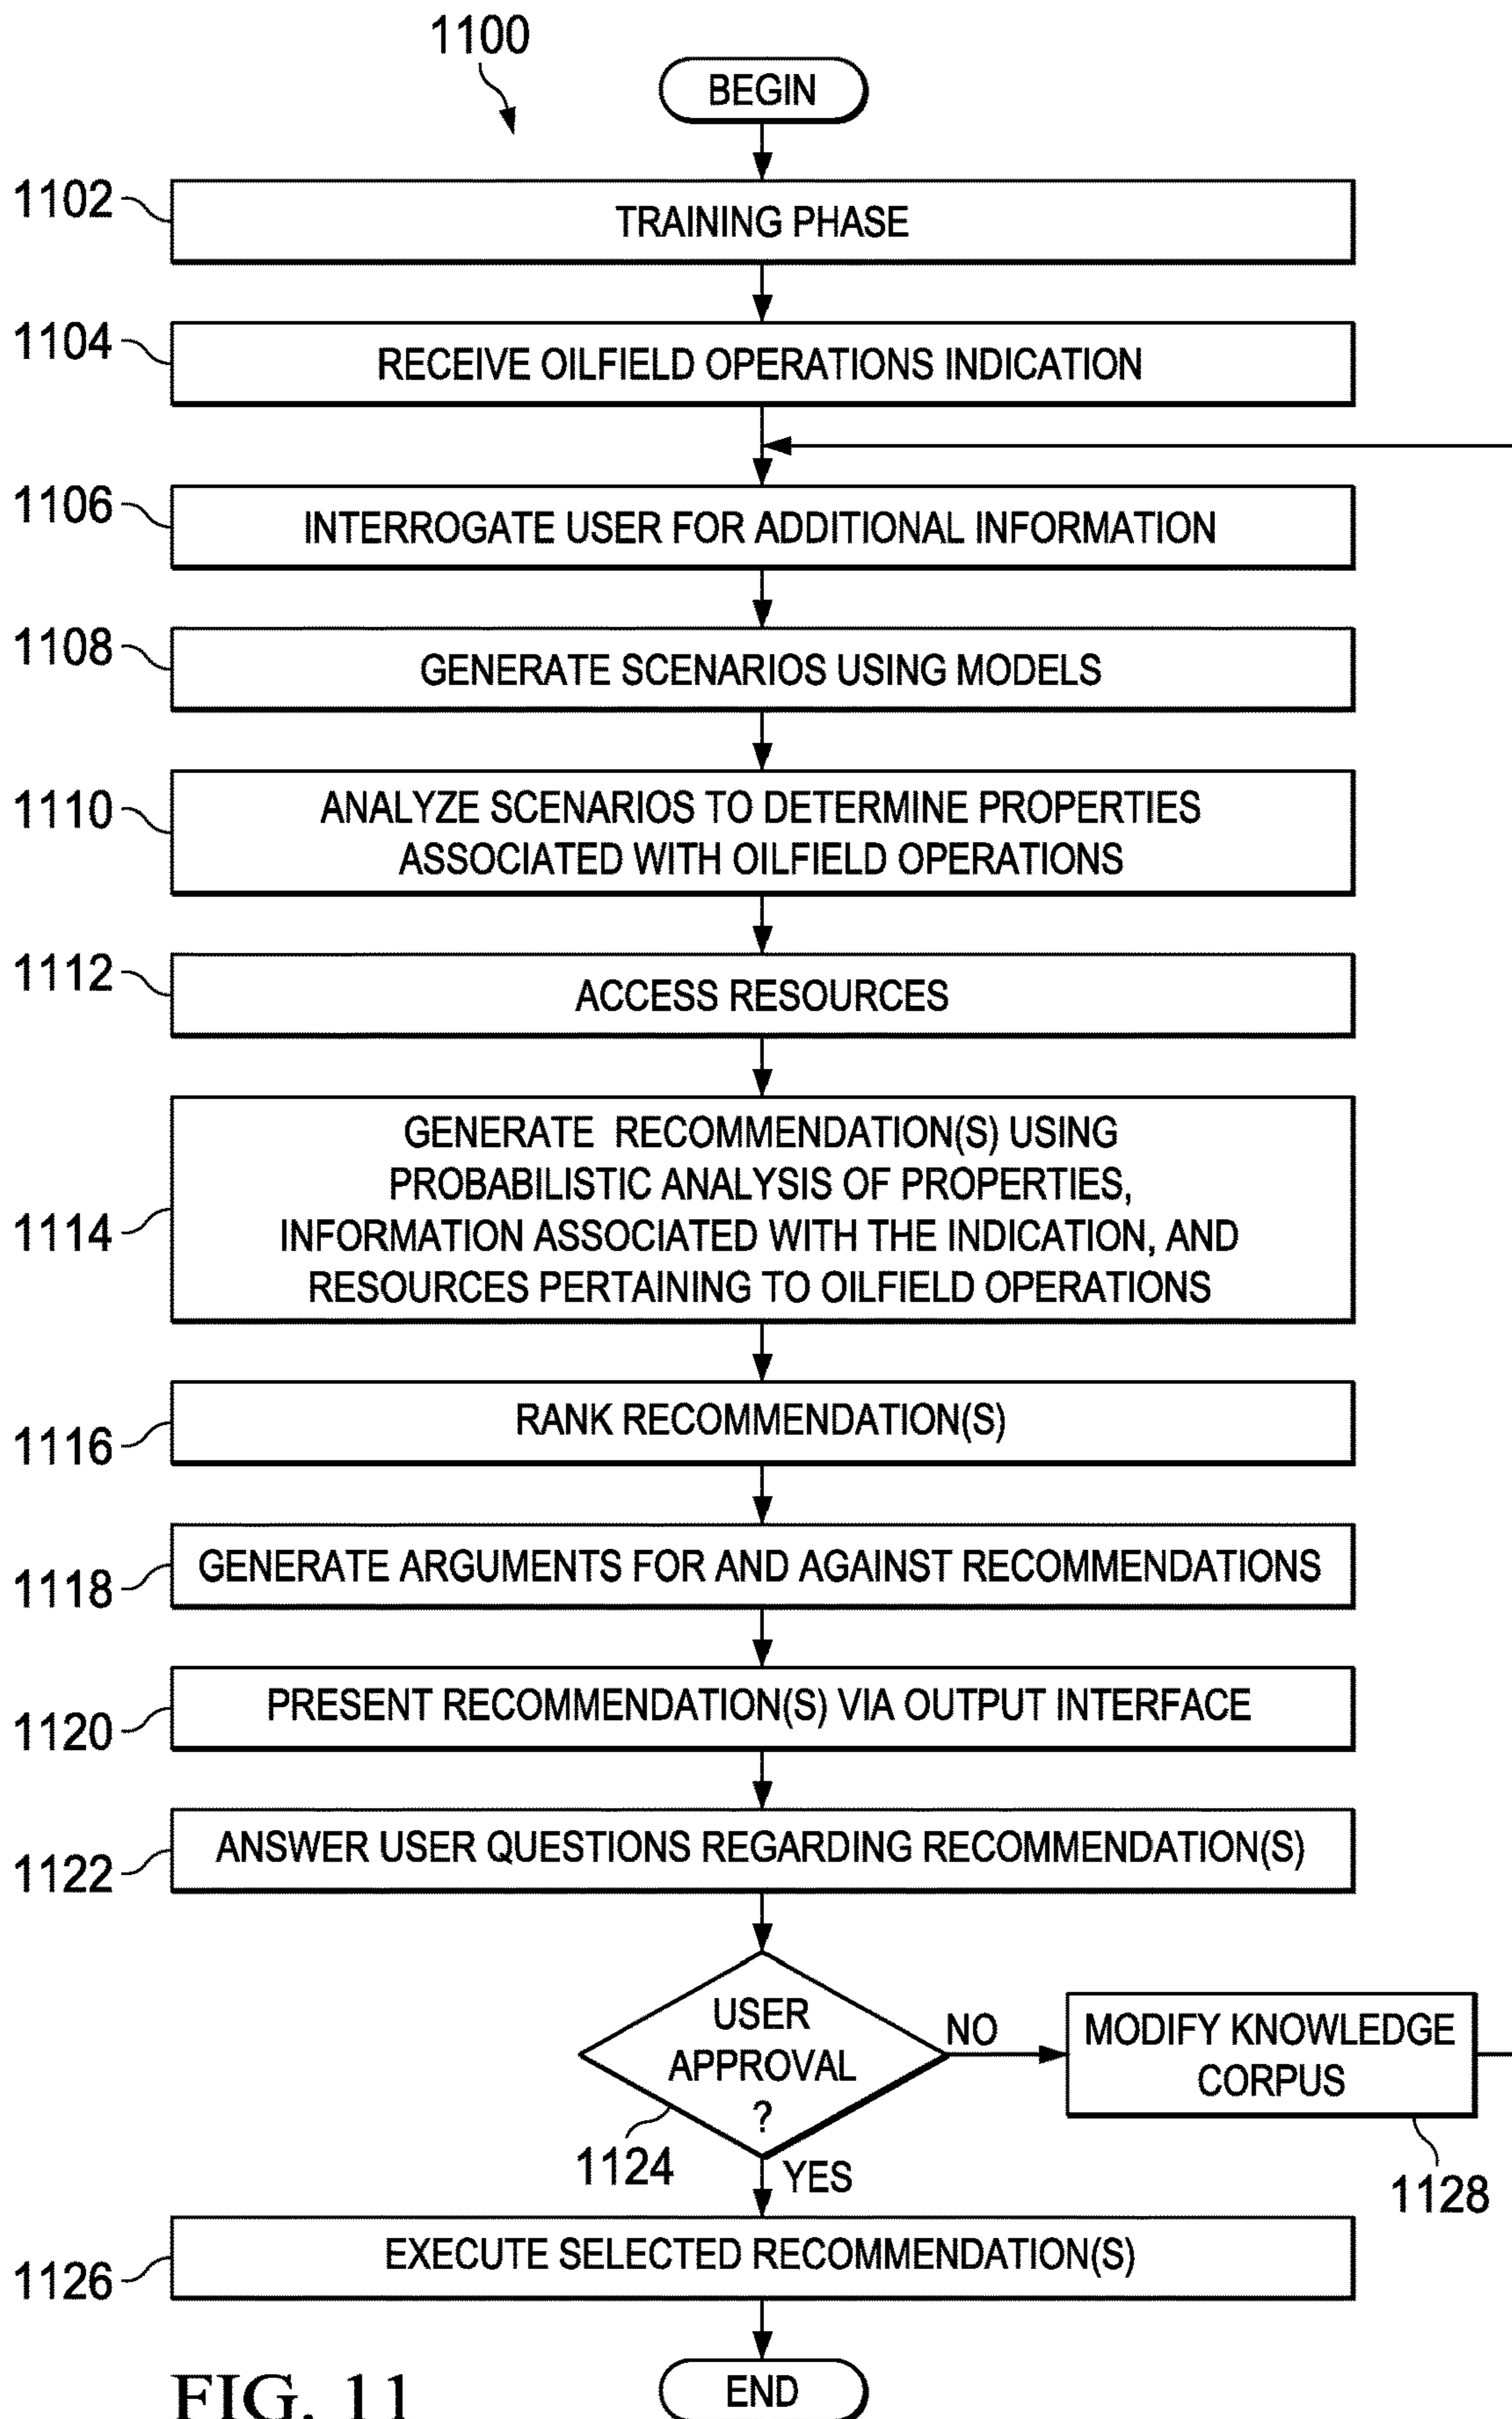 1100
BEGIN
1102
TRAINING PHASE
1104
RECEIVE OILFIELD OPERATIONS INDICATION
1106
INTERROGATE USER FOR ADDITIONAL INFORMATION
1108
GENERATE SCENARIOS USING MODELS
1110
ANALYZE SCENARIOS TO DETERMINE PROPERTIES
ASSOCIATED WITH OILFIELD OPERATIONS
1112
ACCESS RESOURCES
1114
GENERATE RECOMMENDATION(S) USING
PROBABILISTIC ANALYSIS OF PROPERTIES,
INFORMATION ASSOCIATED WITH THE INDICATION, AND
RESOURCES PERTAINING TO OILFIELD OPERATIONS
1116
RANK RECOMMENDATION(S)
1118
GENERATE ARGUMENTS FOR AND AGAINST RECOMMENDATIONS
1120
PRESENT RECOMMENDATION(S) VIA OUTPUT INTERFACE
1122
ANSWER USER QUESTIONS REGARDING RECOMMENDATION(S)
USER
APPROVAL
?
1124
NO
MODIFY KNOWLEDGE
CORPUS
1128
YES
1126
EXECUTE SELECTED RECOMMENDATION(S)
END
FIG. 11